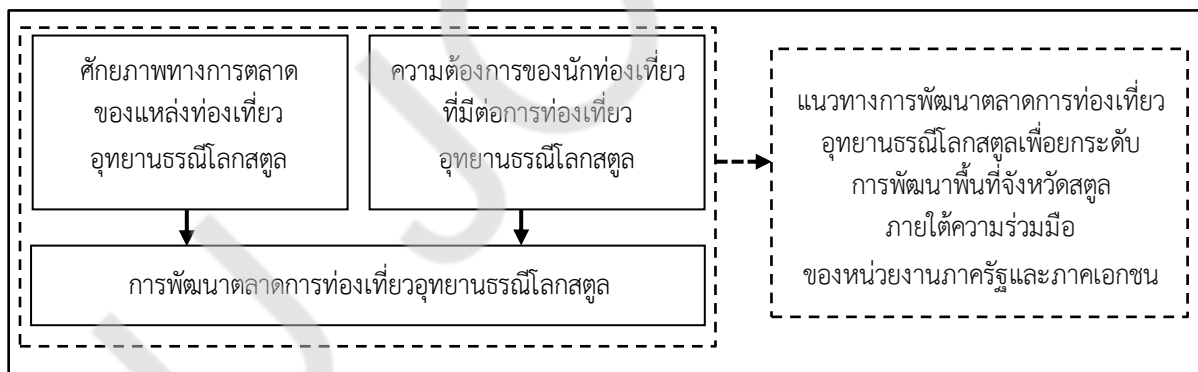 ศักยภาพทางการตลาด
ของแหล่งท่องเที่ยว
อุทยานธรณีโลกสตูล
ความต้องการของนักท่องเที่ยว
ที่มีต่อการท่องเที่ยว
อุทยานธรณีโลกสตูล
การพัฒนาตลาดการท่องเที่ยวอุทยานธรณีโลกสตูล
แนวทางการพัฒนาตลาดการท่องเที่ยว
อุทยานธรณีโลกสตูลเพื่อยกระดับ
การพัฒนาพื้นที่จังหวัดสตูล
ภายใต้ความร่วมมือ
ของหน่วยงานภาครัฐและภาคเอกชน